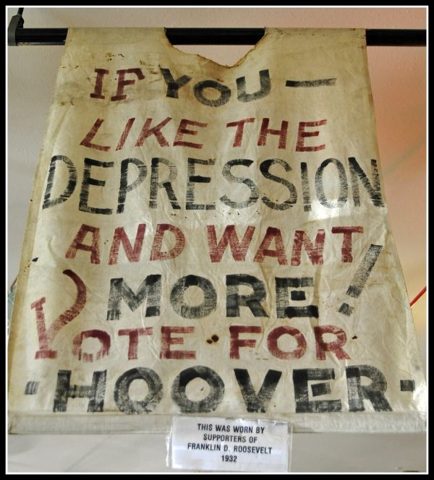 IF YOU —
LIKE THE
DEPRESSION
AND WANT
MORE!
VOTE FOR
-HOOVER-
THIS WAS WORN BY
SUPPORTERS OF
FRANKLIN D. ROOSEVELT
1932